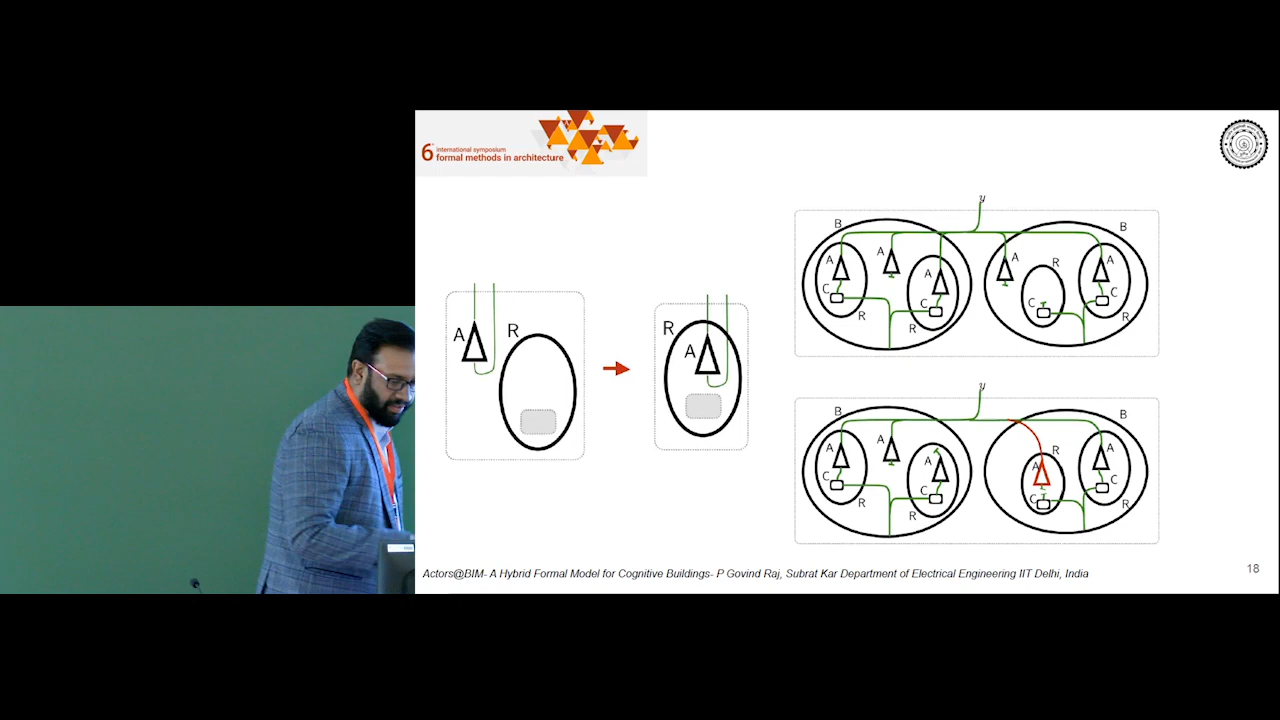 6th international symposium
formal methods in architecture
A
R
R
A
y
B
A
C
R
A
A
C
R
A
R
C
B
A
C
R
y
B
A
C
R
A
A
C
R
A
R
C
B
A
C
R
Actors@BIM- A Hybrid Formal Model for Cognitive Buildings- P Govind Raj, Subrat Kar Department of Electrical Engineering IIT Delhi, India
18